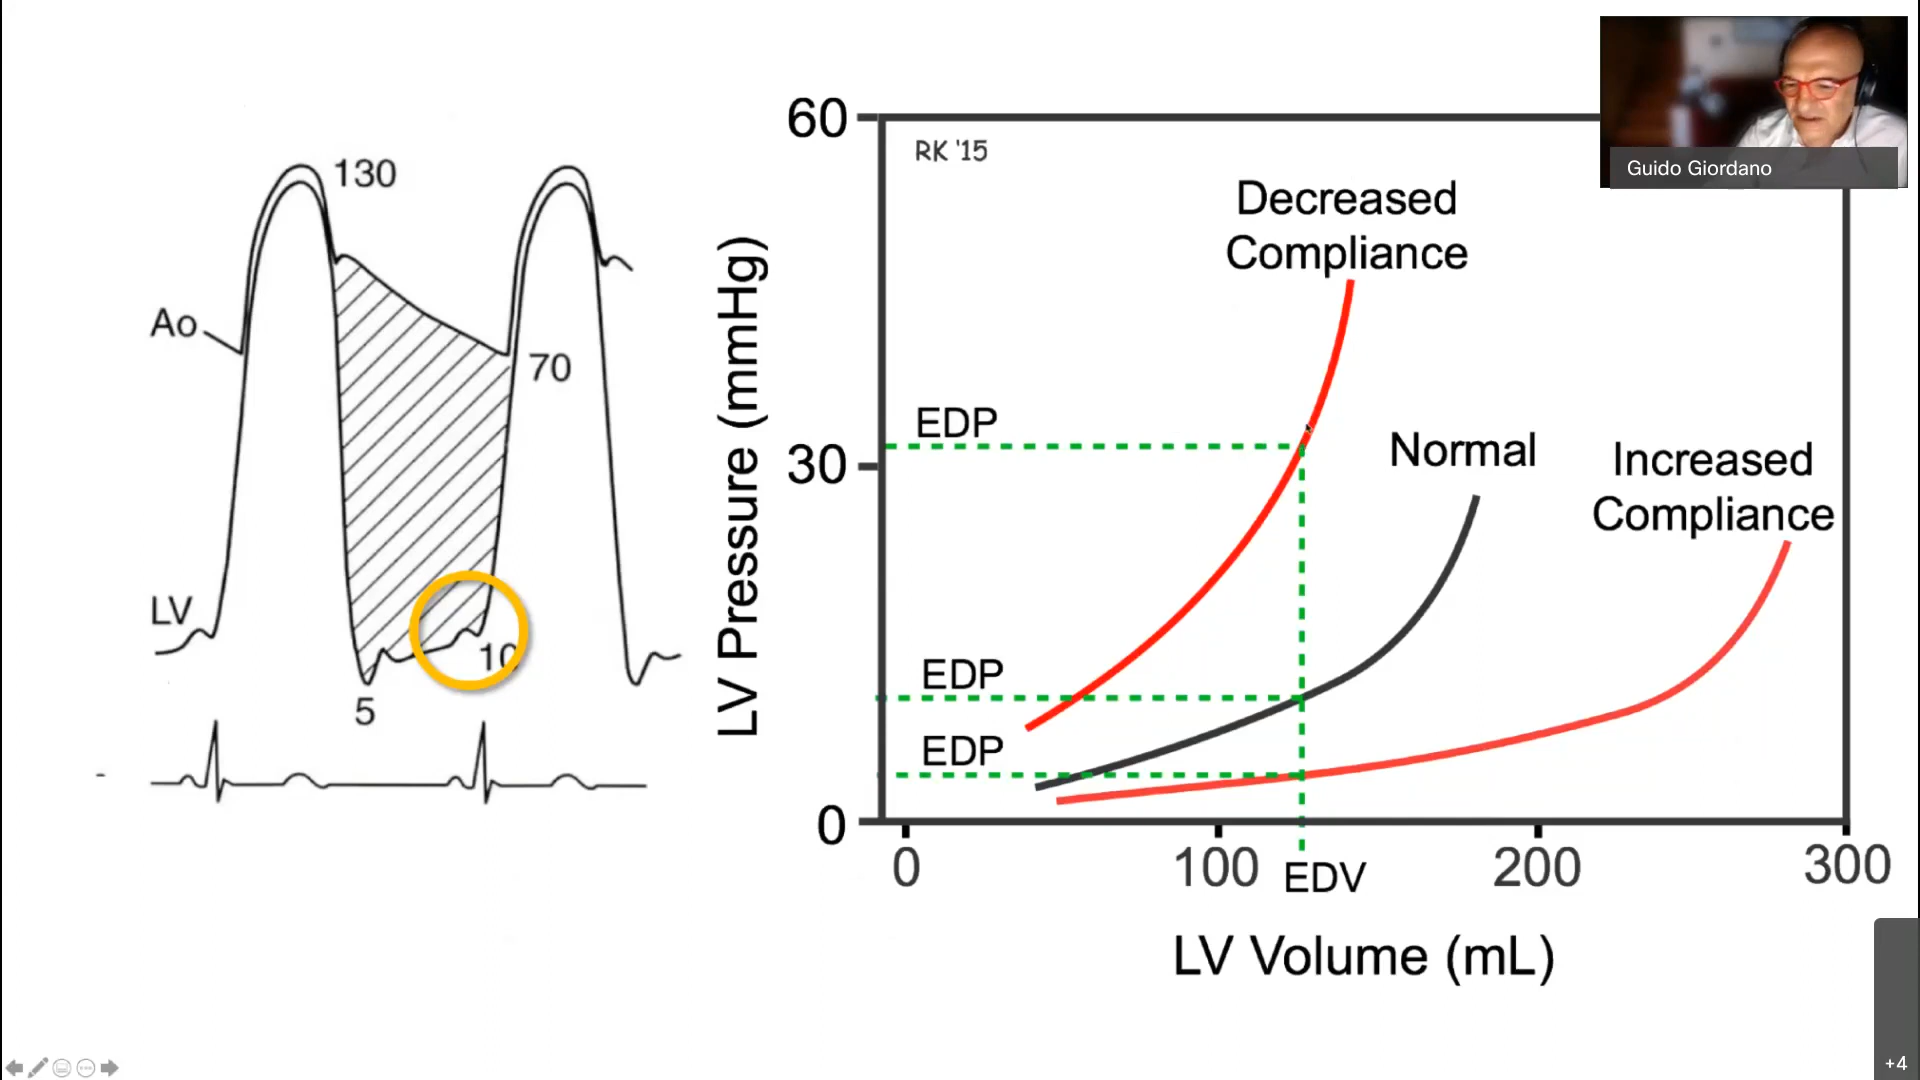 130
Ao
70
LV
10
5
60
RK '15
Decreased
Compliance
LV Pressure (mmHg)
EDP
30
Normal
Increased
Compliance
EDP
EDP
0
0
100
EDV
200
300
LV Volume (mL)
Guido Giordano
+4